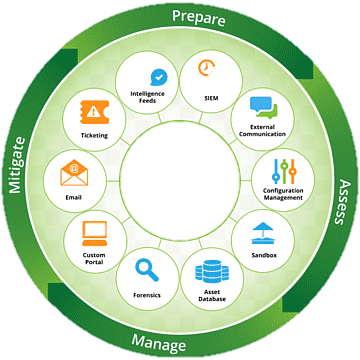 Prepare
Assess
Manage
Mitigate
Intelligence
Feeds
SIEM
External
Communication
Configuration
Management
Sandbox
Asset
Database
Forensics
Custom
Portal
Email
Ticketing